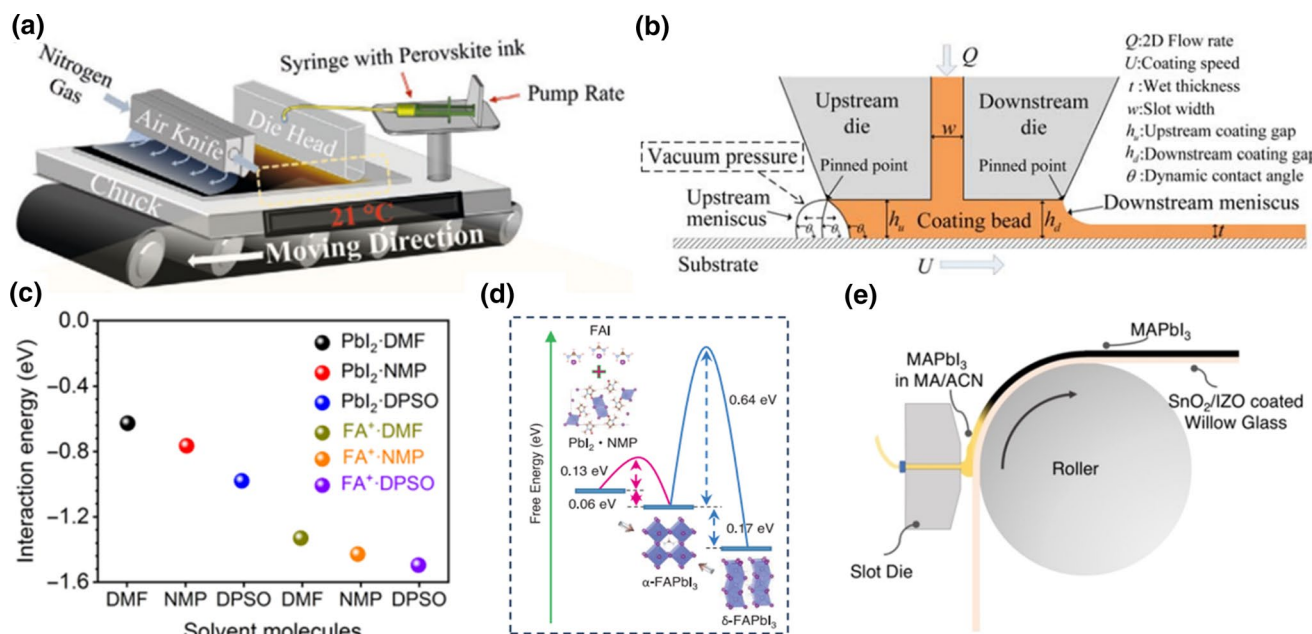 (a)
Nitrogen
Gas
Air Knife
Die Head
Syringe with Perovskite ink
Pump Rate
Chuck
21 °C
Moving Direction
(b)
Q
Upstream
die
w
Downstream
die
Vacuum pressure
Pinned point
Pinned point
Upstream
meniscus
θ θ θ
hu
Coating bead
hd
Downstream meniscus
t
Substrate
U
Q:2D Flow rate
U:Coating speed
t :Wet thickness
w:Slot width
hu:Upstream coating gap
hd:Downstream coating gap
θ :Dynamic contact angle
(c)
Interaction energy (eV)
0.0
−0.4
−0.8
−1.2
−1.6
PbI2·DMF
PbI2·NMP
PbI2·DPSO
FA+·DMF
FA+·NMP
FA+·DPSO
DMF NMP DPSO DMF NMP DPSO
Solvent molecules
(d)
Free Energy (eV)
FAI
PbI2 • NMP
0.13 eV
0.06 eV
0.64 eV
0.17 eV
α-FAPbI3
δ-FAPbI3
(e)
MAPbI3
MAPbI3
in MA/ACN
SnO2/IZO coated
Willow Glass
Roller
Slot Die